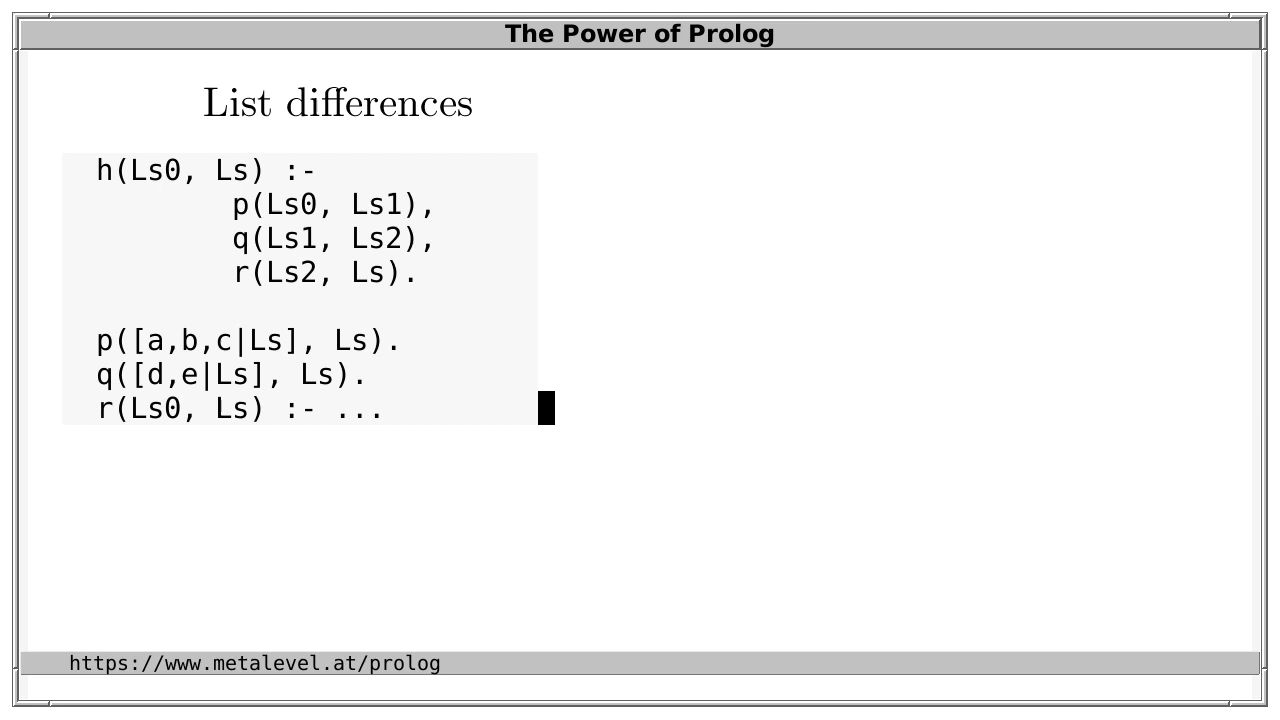 The Power of Prolog
List differences
h(Ls0, Ls) :-
        p(Ls0, Ls1),
        q(Ls1, Ls2),
        r(Ls2, Ls).
p([a,b,c|Ls], Ls).
q([d,e|Ls], Ls).
r(Ls0, Ls) :- ...
https://www.metalevel.at/prolog